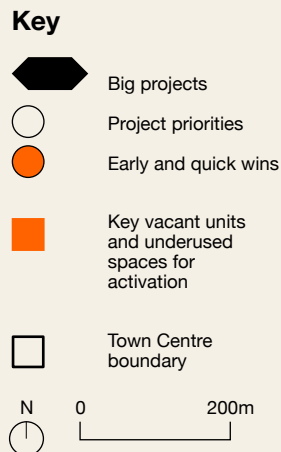 Key
Big projects
Project priorities
Early and quick wins
Key vacant units
and underused
spaces for
activation
Town Centre
boundary
N 0 200m